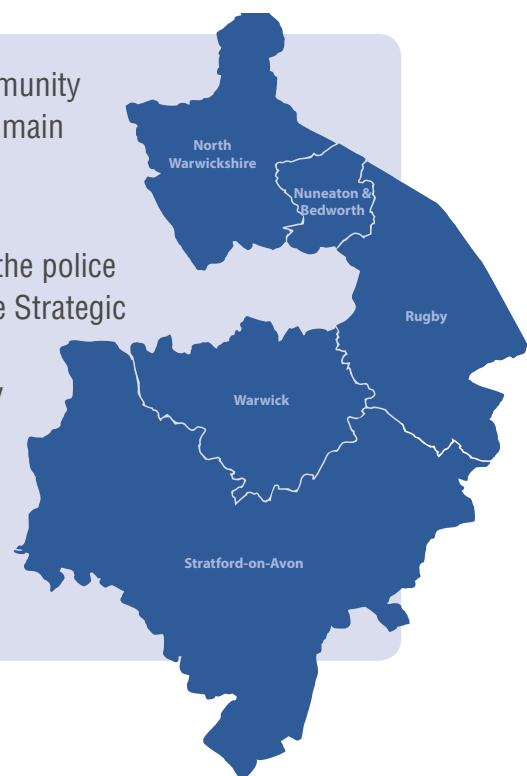 munity
main
the police
e Strategic
North
Warwickshire
Nuneaton &
Bedworth
Rugby
Warwick
Stratford-on-Avon